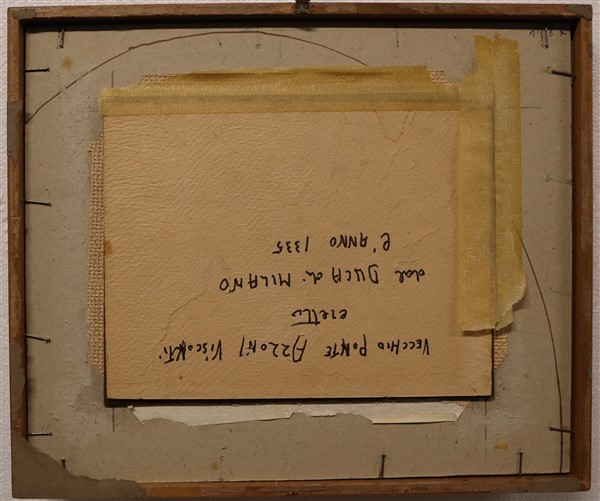 VECCHIO PONTE AZZONI VISCONTI
eretto
dal DUCA di MILANO
l'ANNO 1335